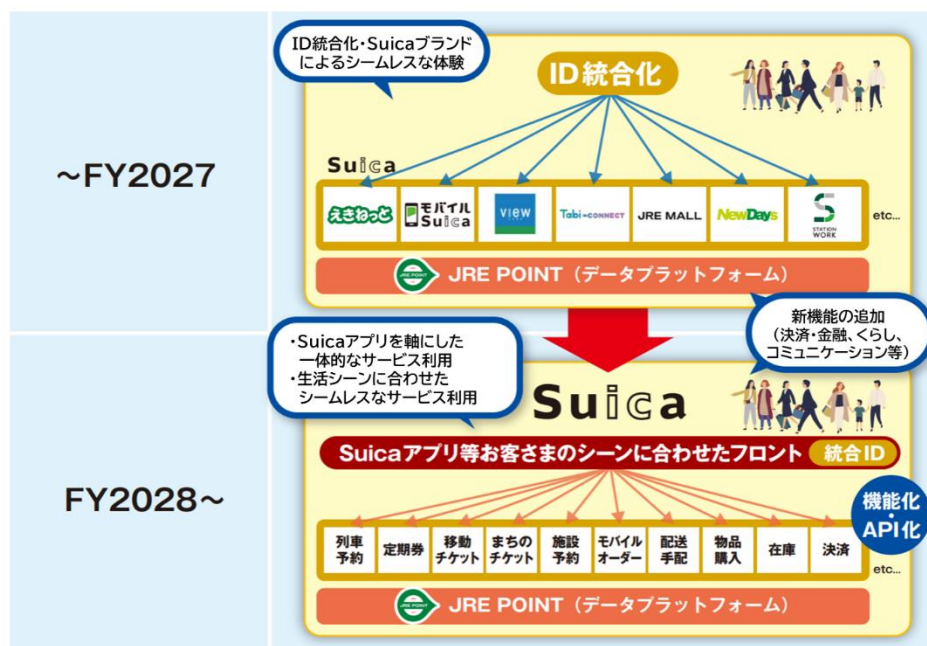 ID統合化・Suicaブランド
によるシームレスな体験
ID統合化
～FY2027
Suica
えきねっと
モバイル
Suica
VIEW
Tabi-CONNECT
JRE MALL
NewDays
S
STATION
WORK
etc...
JRE POINT
JRE POINT（データプラットフォーム）
新機能の追加
（決済・金融、くらし、
コミュニケーション等）
・Suicaアプリを軸にした
一体的なサービス利用
・生活シーンに合わせた
シームレスなサービス利用
Suica
Suicaアプリ等お客さまのシーンに合わせたフロント
統合ID
FY2028～
機能化
・
API化
列車
予約
定期券
移動
チケット
まちの
チケット
施設
予約
モバイル
オーダー
配送
手配
物品
購入
在庫
決済
etc...
JRE POINT
JRE POINT（データプラットフォーム）